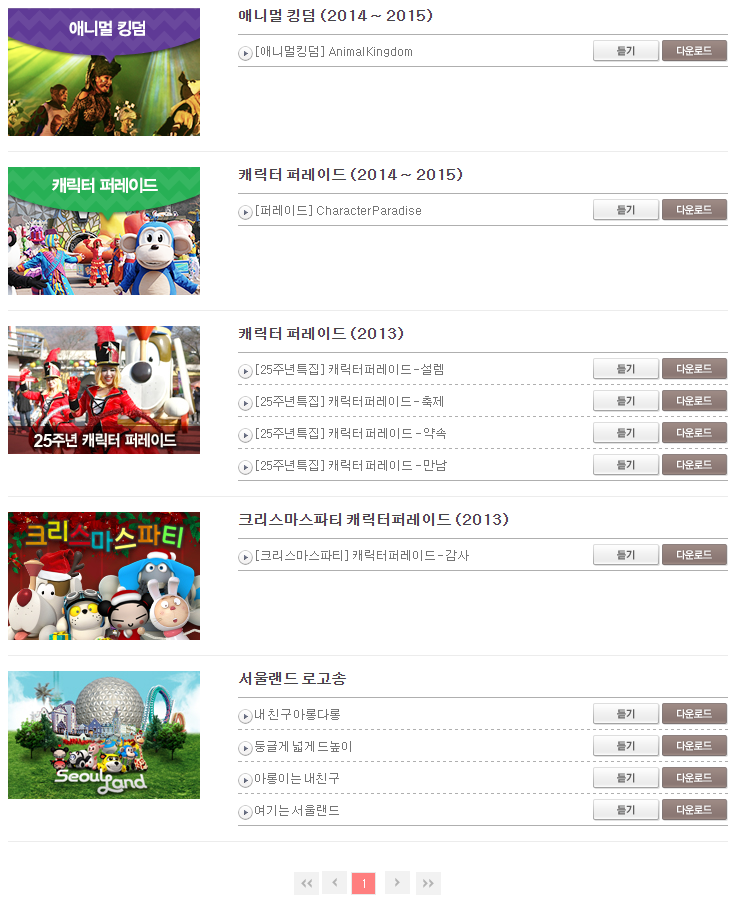 애니멀 킹덤
애니멀 킹덤 (2014 ~ 2015)
[애니멀킹덤] AnimalKingdom 듣기 다운로드
캐릭터 퍼레이드
캐릭터 퍼레이드 (2014 ~ 2015)
[퍼레이드] CharacterParadise 듣기 다운로드
25주년 캐릭터 퍼레이드
캐릭터 퍼레이드 (2013)
[25주년특집] 캐릭터퍼레이드-설렘 듣기 다운로드
[25주년특집] 캐릭터퍼레이드-축제 듣기 다운로드
[25주년특집] 캐릭터퍼레이드 -약속 듣기 다운로드
[25주년특집] 캐릭터퍼레이드 -만남 듣기 다운로드
크리스마스파티
크리스마스파티 캐릭터퍼레이드 (2013)
[크리스마스파티] 캐릭터퍼레이드-감사 듣기 다운로드
Seoul Land
서울랜드 로고송
내친구아롱다롱 듣기 다운로드
둥글게 넓게 드높이 듣기 다운로드
아롱이는 내친구 듣기 다운로드
여기는 서울랜드 듣기 다운로드
1